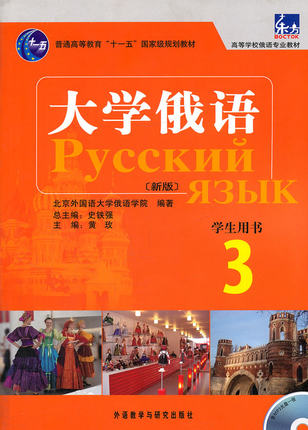 十一五
普通高等教育“十一五”国家级规划教材
东
ВОСТОК
高等学校俄语专业教材
大学俄语
Русский
язык
〔新版〕
北京外国语大学俄语学院 编著
总主编：史铁强
主 编：黄 玫
学生用书
3
外语教学与研究出版社